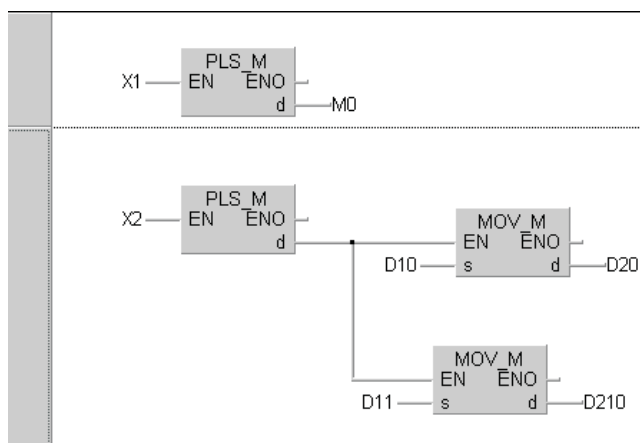 PLS_M
X1 EN ENO
d M0
PLS_M
X2 EN ENO
d
MOV_M
EN ENO
D10 s d D20
MOV_M
EN ENO
D11 s d D210